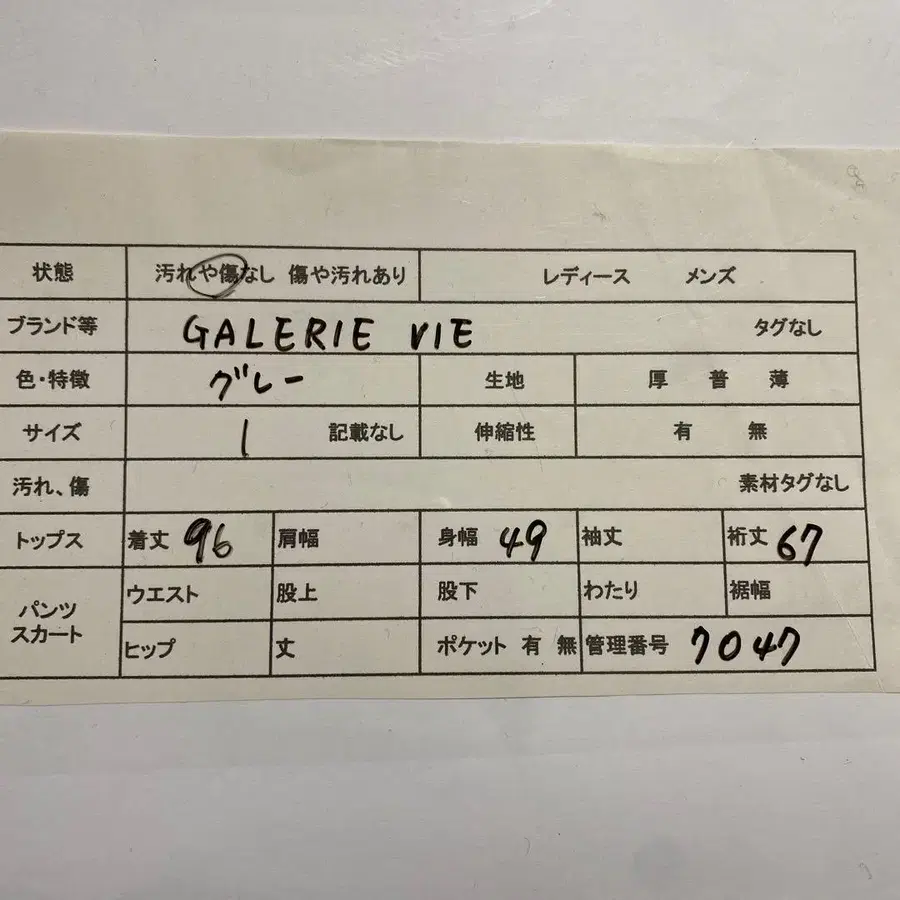 状態 汚れや傷なし 傷や汚れあり レディース メンズ
ブランド等 GALERIE VIE タグなし
色・特徴 グレー 生地 厚 普 薄
サイズ 1 記載なし 伸縮性 有 無
汚れ、傷 素材タグなし
トップス 着丈 96 肩幅 身幅 49 袖丈 裄丈 67
パンツ スカート ウエスト 股上 股下 わたり 裾幅
ヒップ 丈 ポケット 有 無 管理番号 7047